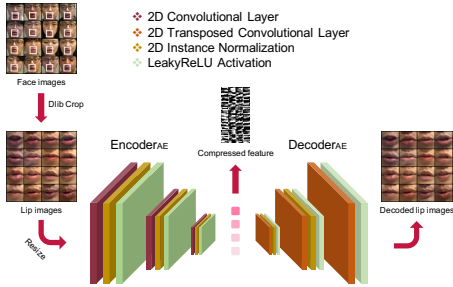 2D Convolutional Layer
2D Transposed Convolutional Layer
2D Instance Normalization
LeakyReLU Activation
Face images
Dlib Crop
EncoderAE
DecoderAE
Compressed feature
Lip images
Decoded lip images
Resize